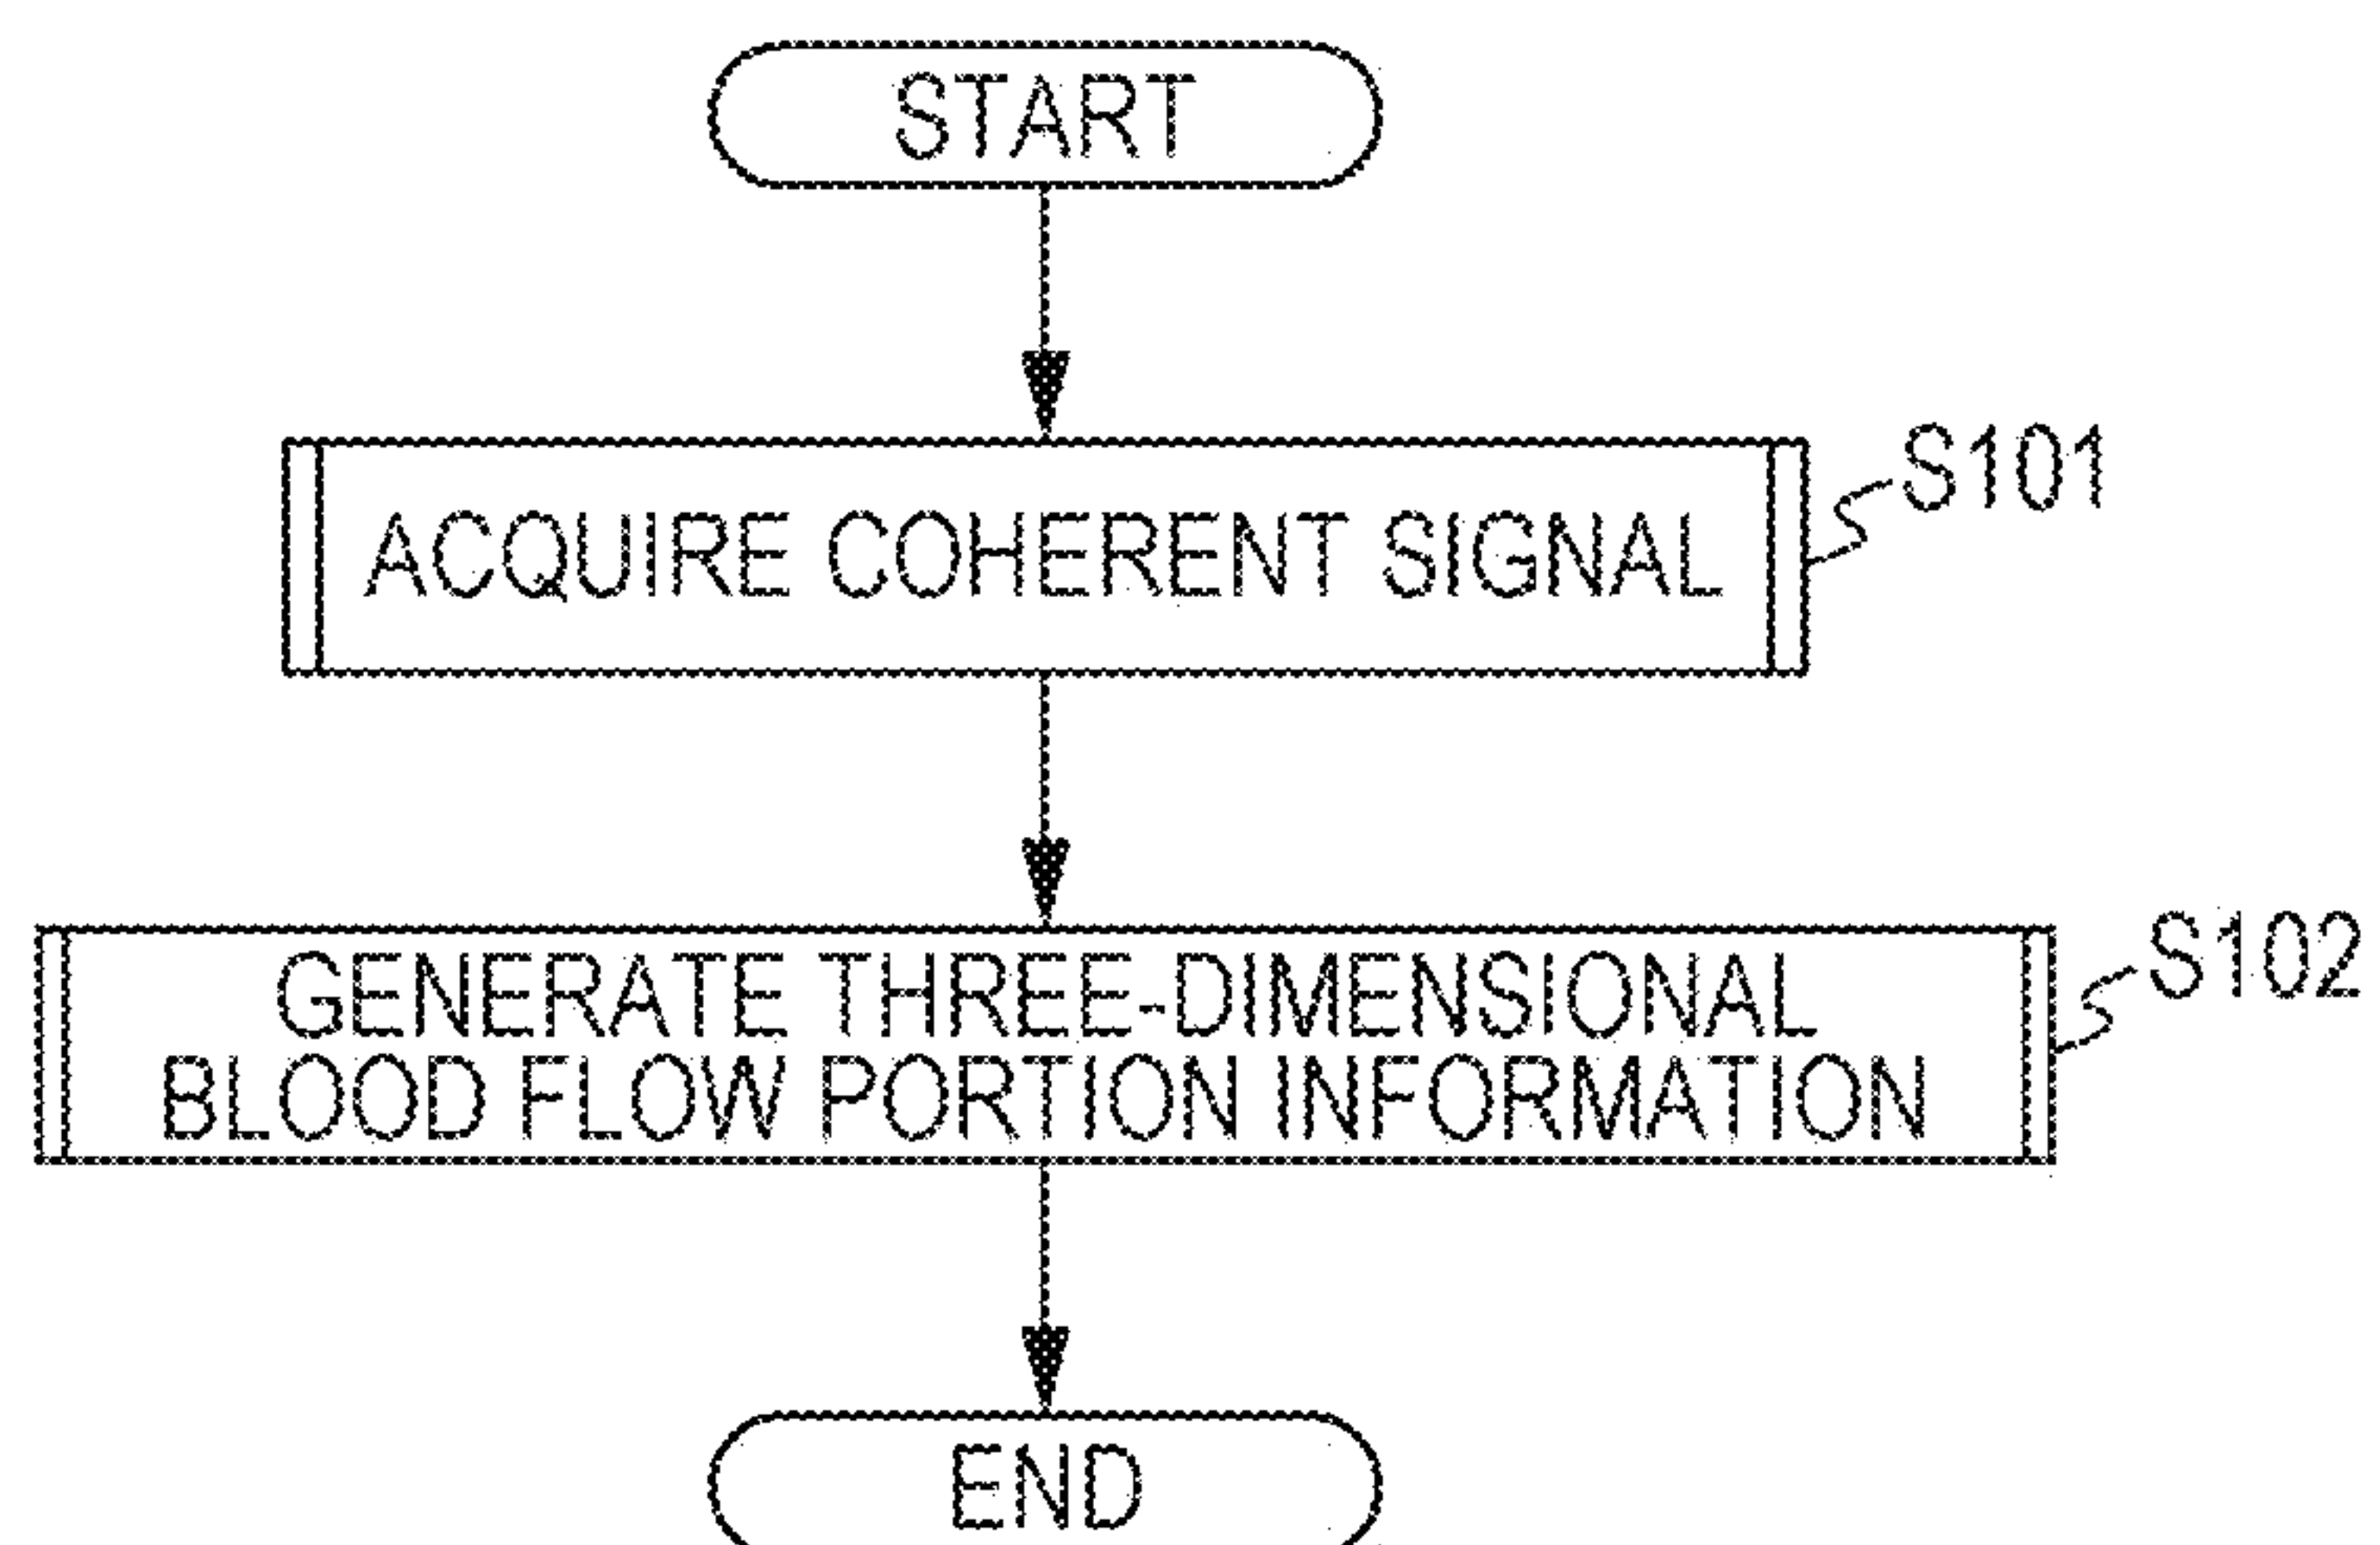 START
ACQUIRE COHERENT SIGNAL
S101
GENERATE THREE-DIMENSIONAL
BLOOD FLOW PORTION INFORMATION
S102
END